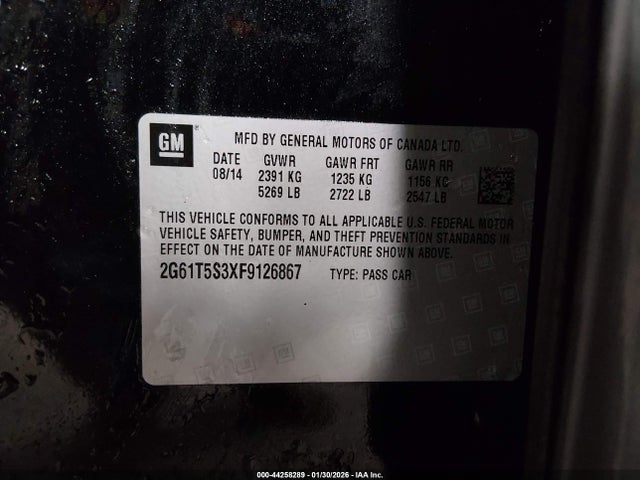 GM
MFD BY GENERAL MOTORS OF CANADA LTD.
DATE GVWR GAWR FRT GAWR RR
08/14 2391 KG 1235 KG 1156 KG
5269 LB 2722 LB 2547 LB
THIS VEHICLE CONFORMS TO ALL APPLICABLE U.S. FEDERAL MOTOR
VEHICLE SAFETY, BUMPER, AND THEFT PREVENTION STANDARDS IN
EFFECT ON THE DATE OF MANUFACTURE SHOWN ABOVE.
2G61T5S3XF9126867 TYPE: PASS CAR
000-44258289 - 01/30/2026 - IAA Inc.